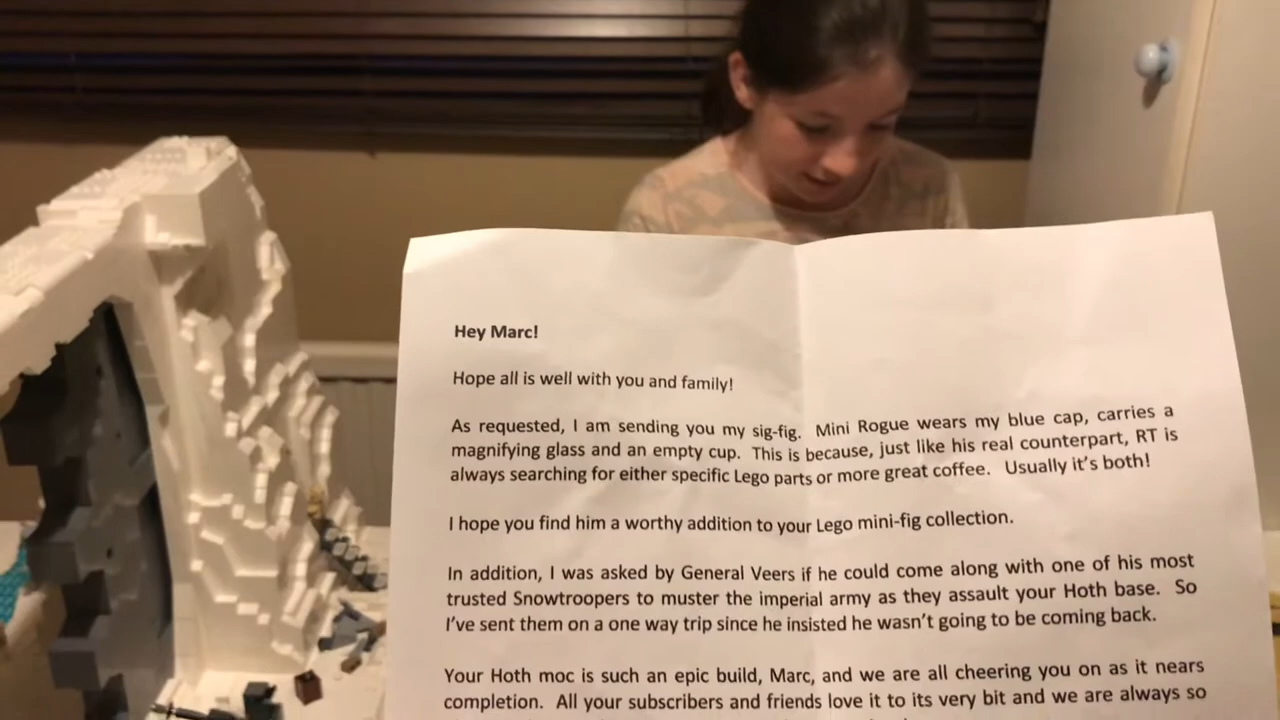 Hey Marc!
Hope all is well with you and family!
As requested, I am sending you my sig-fig. Mini Rogue wears my blue cap, carries a
magnifying glass and an empty cup. This is because, just like his real counterpart, RT is
always searching for either specific Lego parts or more great coffee. Usually it's both!
I hope you find him a worthy addition to your Lego mini-fig collection.
In addition, I was asked by General Veers if he could come along with one of his most
trusted Snowtroopers to muster the imperial army as they assault your Hoth base. So
I've sent them on a one way trip since he insisted he wasn't going to be coming back.
Your Hoth moc is such an epic build, Marc, and we are all cheering you on as it nears
completion. All your subscribers and friends love it to its very bit and we are always so